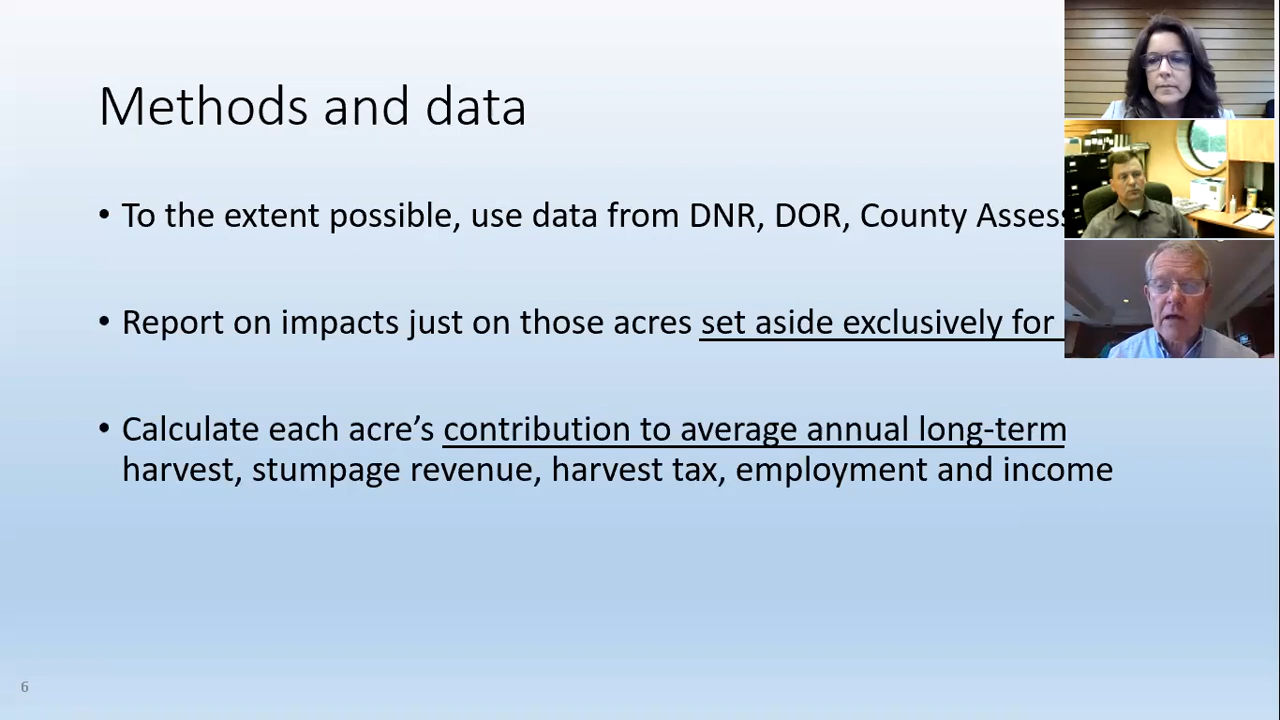 Methods and data
• To the extent possible, use data from DNR, DOR, County
• Report on impacts just on those acres set aside exclusively for
• Calculate each acre’s contribution to average annual long-term
harvest, stumpage revenue, harvest tax, employment and income
6